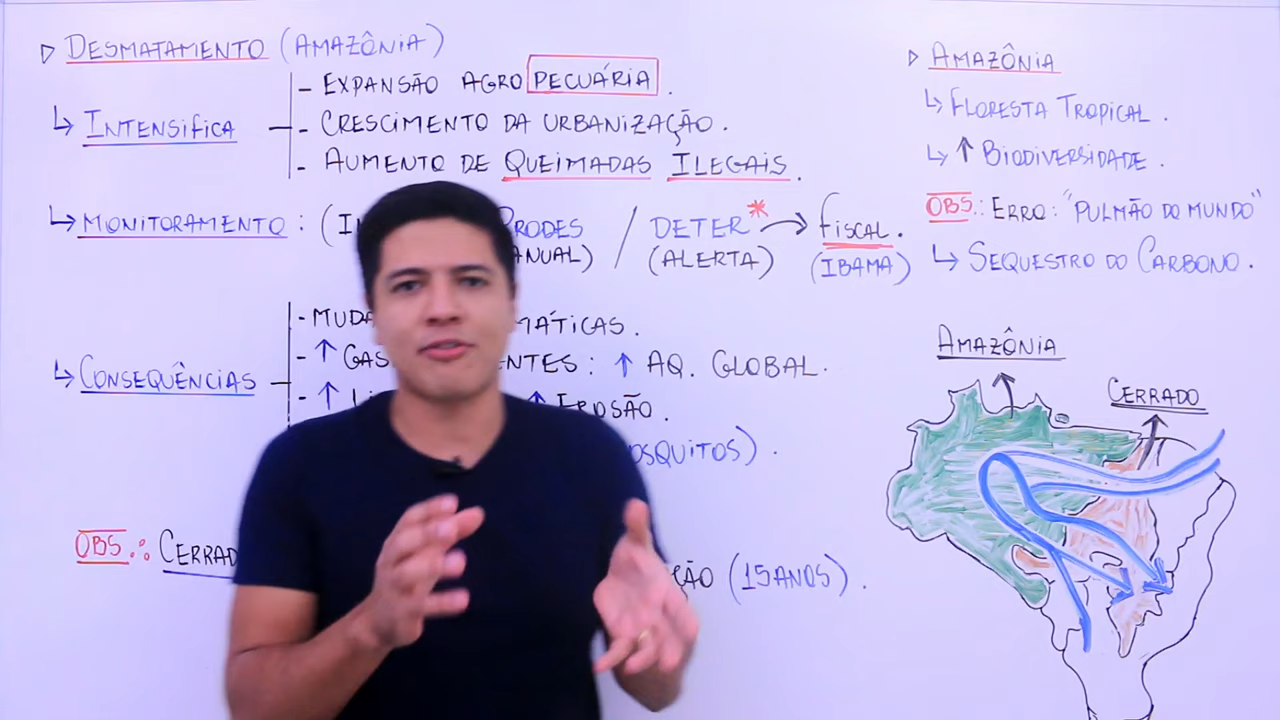 ▷ DESMATAMENTO (AMAZÔNIA)
↳ INTENSIFICA
- EXPANSÃO AGROPECUÁRIA.
- CRESCIMENTO DA URBANIZAÇÃO.
- AUMENTO DE QUEIMADAS ILEGAIS.
↳ MONITORAMENTO : ( PRODES / DETER* → FISCAL.
ANUAL) (ALERTA) (IBAMA)
↳ CONSEQUÊNCIAS
- MUD MÁTICAS.
- ↑ GAS ENTES : ↑ AQ. GLOBAL.
- ↑ L ↑ EROSÃO.
OSQUITOS).
OBS.: CERRAD ÇÃO (15 ANOS).
▷ AMAZÔNIA
↳ FLORESTA TROPICAL.
↳ ↑ BIODIVERSIDADE.
OBS.: ERRO: "PULMÃO DO MUNDO"
↳ SEQUESTRO DO CARBONO.
AMAZÔNIA
CERRADO